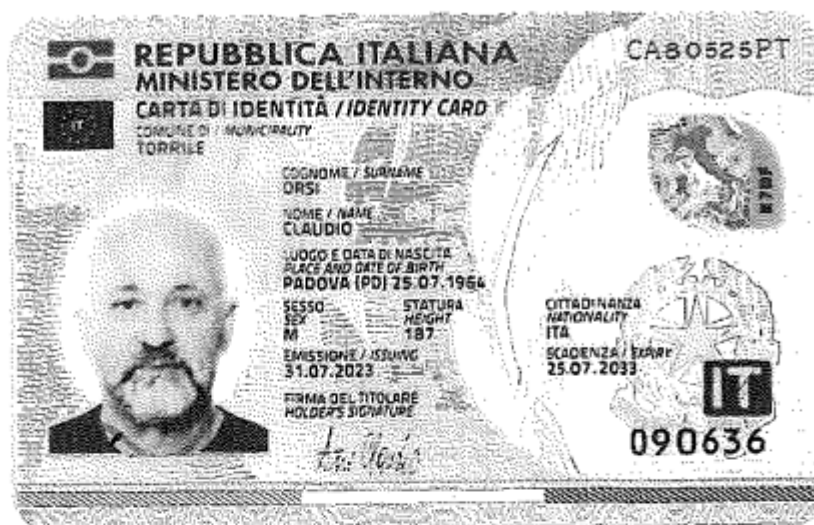 REPUBBLICA ITALIANA
CA80525PT
MINISTERO DELL'INTERNO
CARTA DI IDENTITÀ / IDENTITY CARD
COMUNE DI / MUNICIPALITY
TORRILE
COGNOME / SURNAME
ORSI
NOME / NAME
CLAUDIO
LUOGO E DATA DI NASCITA
PLACE AND DATE OF BIRTH
PADOVA (PD) 25.07.1964
SESSO STATURA CITTADINANZA
SEX HEIGHT NATIONALITY
M 187 ITA
EMISSIONE / ISSUING SCADENZA / EXPIRY
31.07.2023 25.07.2033
FIRMA DEL TITOLARE
HOLDER'S SIGNATURE
IT
090636